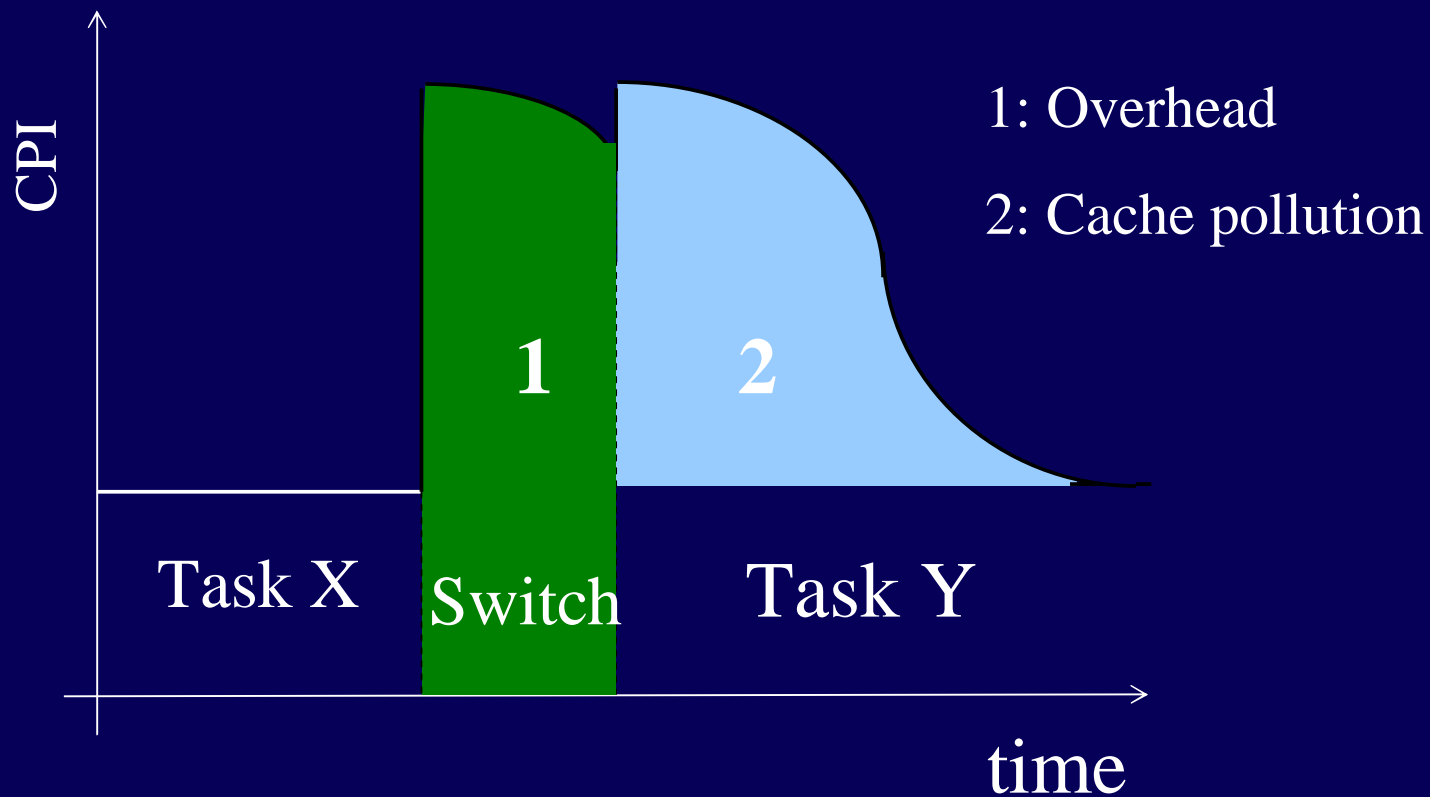 CPI
1: Overhead
2: Cache pollution
1
2
Task X
Switch
Task Y
time